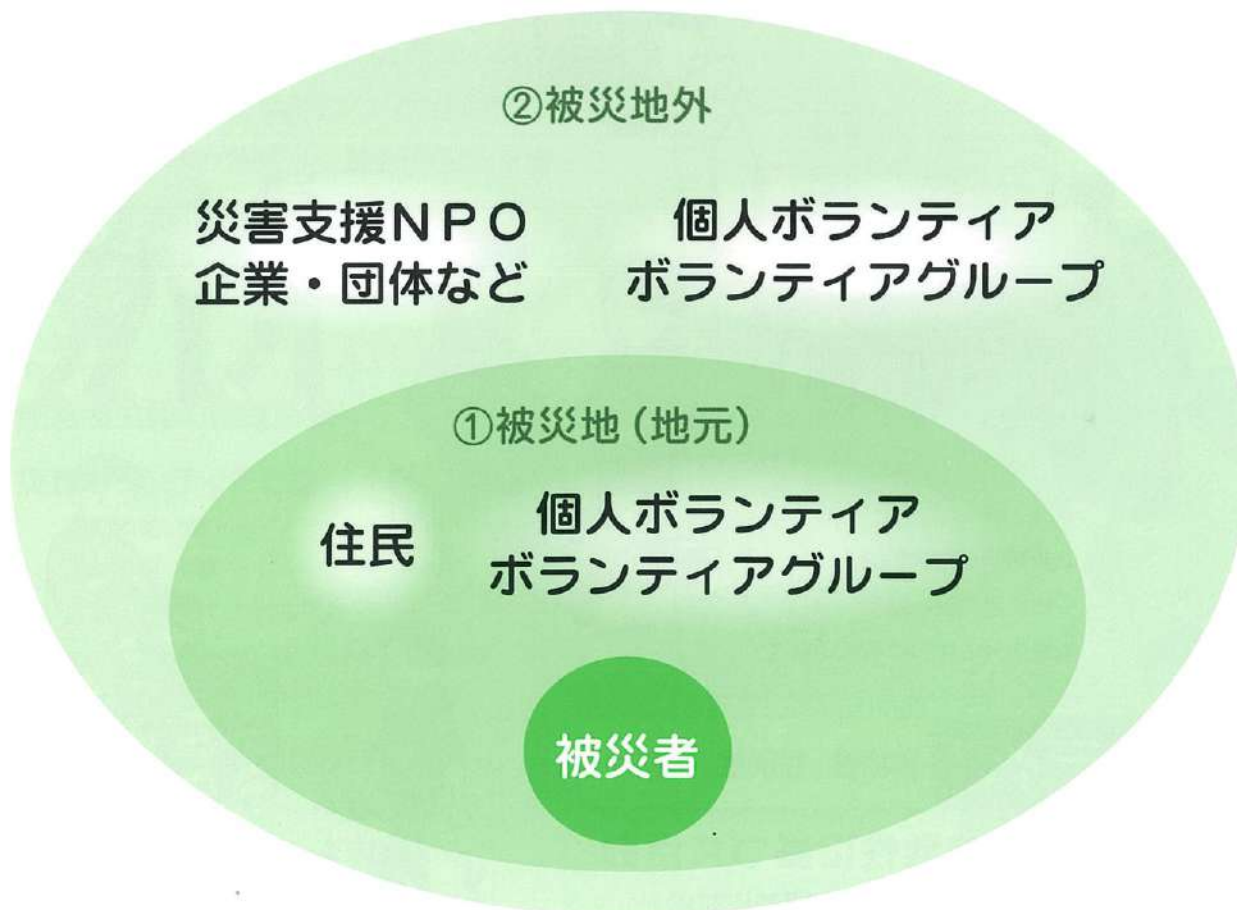 ②被災地外
災害支援NPO
企業・団体など
個人ボランティア
ボランティアグループ
①被災地(地元)
住民
個人ボランティア
ボランティアグループ
被災者